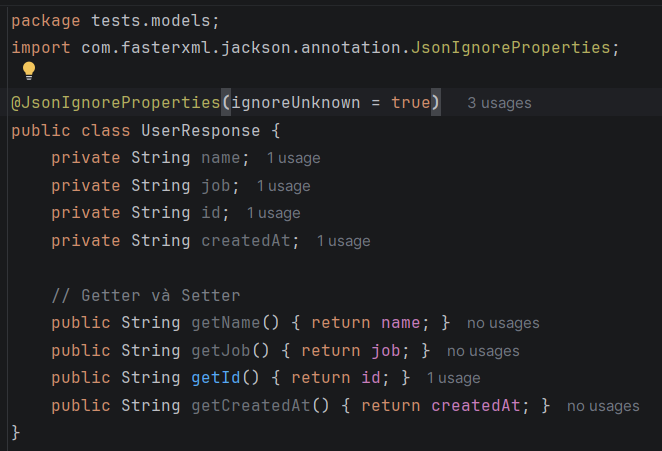 package tests.models;
import com.fasterxml.jackson.annotation.JsonIgnoreProperties;
@JsonIgnoreProperties(ignoreUnknown = true) 3 usages
public class UserResponse {
    private String name; 1 usage
    private String job; 1 usage
    private String id; 1 usage
    private String createdAt; 1 usage
    // Getter và Setter
    public String getName() { return name; } no usages
    public String getJob() { return job; } no usages
    public String getId() { return id; } 1 usage
    public String getCreatedAt() { return createdAt; } no usages
}